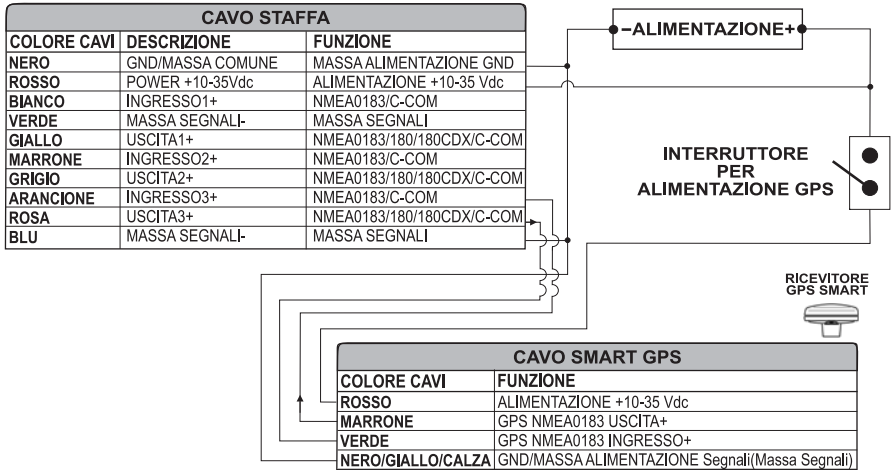 CAVO STAFFA
COLORE CAVI DESCRIZIONE FUNZIONE
NERO GND/MASSA COMUNE MASSA ALIMENTAZIONE GND
ROSSO POWER +10-35Vdc ALIMENTAZIONE +10-35 Vdc
BIANCO INGRESSO1+ NMEA0183/C-COM
VERDE MASSA SEGNALI- MASSA SEGNALI
GIALLO USCITA1+ NMEA0183/180/180CDX/C-COM
MARRONE INGRESSO2+ NMEA0183/C-COM
GRIGIO USCITA2+ NMEA0183/180/180CDX/C-COM
ARANCIONE INGRESSO3+ NMEA0183/C-COM
ROSA USCITA3+ NMEA0183/180/180CDX/C-COM
BLU MASSA SEGNALI- MASSA SEGNALI
−ALIMENTAZIONE+
INTERRUTTORE
PER
ALIMENTAZIONE GPS
RICEVITORE
GPS SMART
CAVO SMART GPS
COLORE CAVI FUNZIONE
ROSSO ALIMENTAZIONE +10-35 Vdc
MARRONE GPS NMEA0183 USCITA+
VERDE GPS NMEA0183 INGRESSO+
NERO/GIALLO/CALZA GND/MASSA ALIMENTAZIONE Segnali(Massa Segnali)